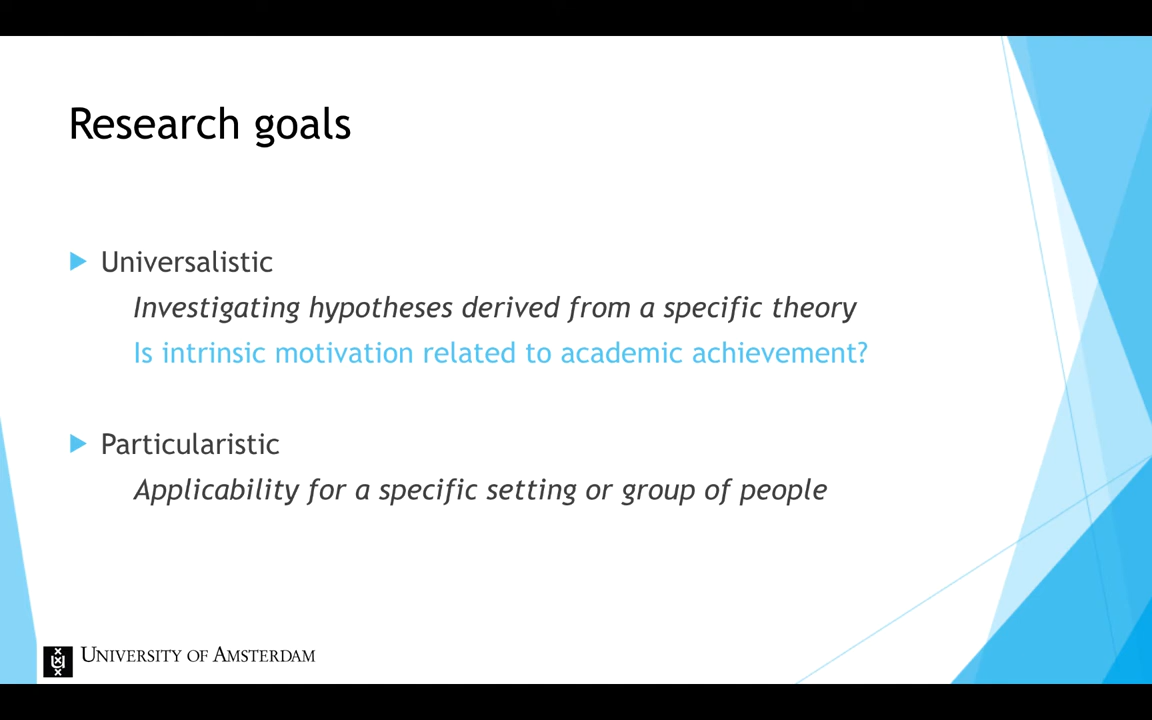 Research goals
Universalistic
Investigating hypotheses derived from a specific theory
Is intrinsic motivation related to academic achievement?
Particularistic
Applicability for a specific setting or group of people
UNIVERSITY OF AMSTERDAM